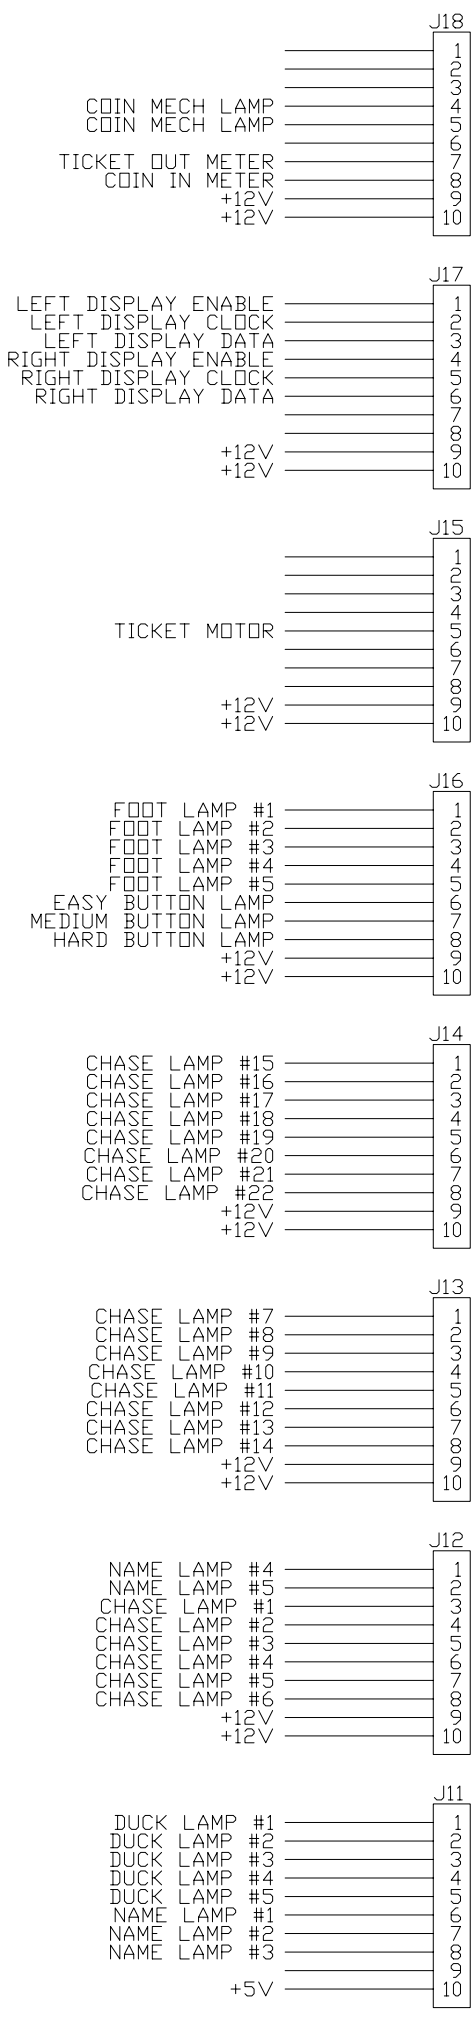 J18
1
2
3
COIN MECH LAMP 4
COIN MECH LAMP 5
6
TICKET OUT METER 7
COIN IN METER 8
+12V 9
+12V 10
J17
LEFT DISPLAY ENABLE 1
LEFT DISPLAY CLOCK 2
LEFT DISPLAY DATA 3
RIGHT DISPLAY ENABLE 4
RIGHT DISPLAY CLOCK 5
RIGHT DISPLAY DATA 6
7
8
+12V 9
+12V 10
J15
1
2
3
4
TICKET MOTOR 5
6
7
8
+12V 9
+12V 10
J16
FOOT LAMP #1 1
FOOT LAMP #2 2
FOOT LAMP #3 3
FOOT LAMP #4 4
FOOT LAMP #5 5
EASY BUTTON LAMP 6
MEDIUM BUTTON LAMP 7
HARD BUTTON LAMP 8
+12V 9
+12V 10
J14
CHASE LAMP #15 1
CHASE LAMP #16 2
CHASE LAMP #17 3
CHASE LAMP #18 4
CHASE LAMP #19 5
CHASE LAMP #20 6
CHASE LAMP #21 7
CHASE LAMP #22 8
+12V 9
+12V 10
J13
CHASE LAMP #7 1
CHASE LAMP #8 2
CHASE LAMP #9 3
CHASE LAMP #10 4
CHASE LAMP #11 5
CHASE LAMP #12 6
CHASE LAMP #13 7
CHASE LAMP #14 8
+12V 9
+12V 10
J12
NAME LAMP #4 1
NAME LAMP #5 2
CHASE LAMP #1 3
CHASE LAMP #2 4
CHASE LAMP #3 5
CHASE LAMP #4 6
CHASE LAMP #5 7
CHASE LAMP #6 8
+12V 9
+12V 10
J11
DUCK LAMP #1 1
DUCK LAMP #2 2
DUCK LAMP #3 3
DUCK LAMP #4 4
DUCK LAMP #5 5
NAME LAMP #1 6
NAME LAMP #2 7
NAME LAMP #3 8
9
+5V 10